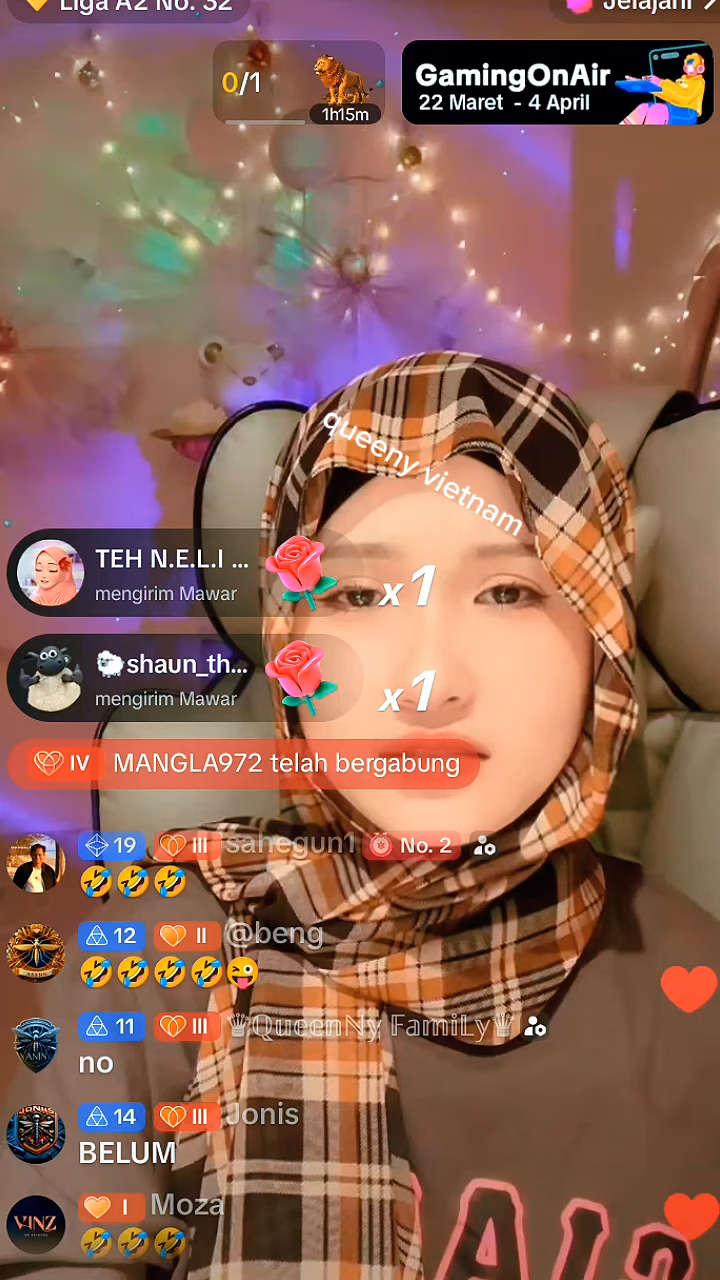 Liga A2 No. 32
Jelajahi
0/1
1h15m
GamingOnAir
22 Maret - 4 April
queeny vietnam
TEH N.E.L.I ...
mengirim Mawar
x1
shaun_th...
mengirim Mawar
x1
IV MANGLA972 telah bergabung
19 III sahegun1 No. 2
12 II @beng
11 III ♕QueenNy FamiLy♕
no
14 III Jonis
BELUM
I Moza
VINZ